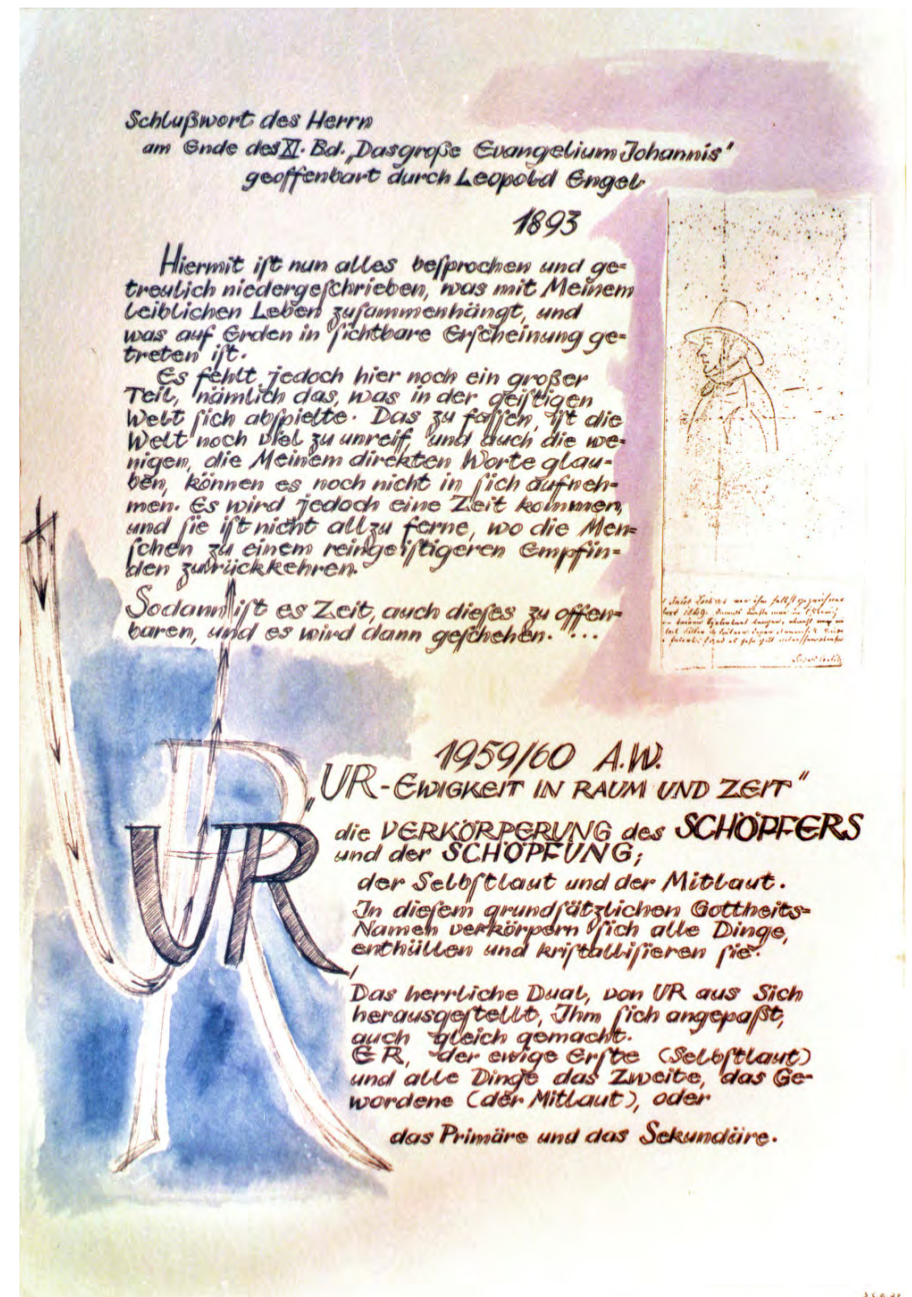 Schlußwort des Herrn
am Ende des XI. Bd. „Das große Evangelium Johannis"
geoffenbart durch Leopold Engel
1893
Hiermit iſt nun alles beſprochen und ge=
treulich niedergeſchrieben, was mit Meinem
leiblichen Leben zuſammenhängt, und
was auf Erden in ſichtbare Erſcheinung ge=
treten iſt.
Es fehlt jedoch hier noch ein großer
Teil, nämlich das, was in der geiſtigen
Welt ſich abſpielte. Das zu faſſen, iſt die
Welt noch viel zu unreif, und auch die we=
nigen, die Meinem direkten Worte glau=
ben, können es noch nicht in ſich aufneh=
men. Es wird jedoch eine Zeit kommen,
und ſie iſt nicht allzu ferne, wo die Men=
ſchen zu einem reingeiſtigeren Empfin=
den zurückkehren.
Sodann iſt es Zeit, auch dieſes zu offen=
baren, und es wird dann geſchehen. ...
1959/60 A.W.
"UR-EWIGKEIT IN RAUM UND ZEIT"
die VERKÖRPERUNG des SCHÖPFERS
und der SCHÖPFUNG;
der Selbſtlaut und der Mitlaut.
In dieſem grundſätzlichen Gottheits=
Namen verkörpern ſich alle Dinge,
enthüllen und kriſtalliſieren ſie.
UR
UR
Das herrliche Dual, von UR aus Sich
herausgeſtellt, Ihm ſich angepaßt,
auch gleich gemacht.
ER, der ewige Erſte (Selbſtlaut)
und alle Dinge das Zweite, das Ge=
wordene (der Mitlaut), oder
das Primäre und das Sekundäre.